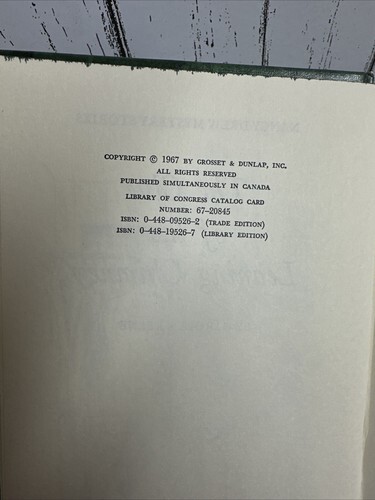 COPYRIGHT © 1967 BY GROSSET & DUNLAP, INC.
ALL RIGHTS RESERVED
PUBLISHED SIMULTANEOUSLY IN CANADA
LIBRARY OF CONGRESS CATALOG CARD
NUMBER: 67-20845
ISBN: 0-448-09526-2 (TRADE EDITION)
ISBN: 0-448-19526-7 (LIBRARY EDITION)